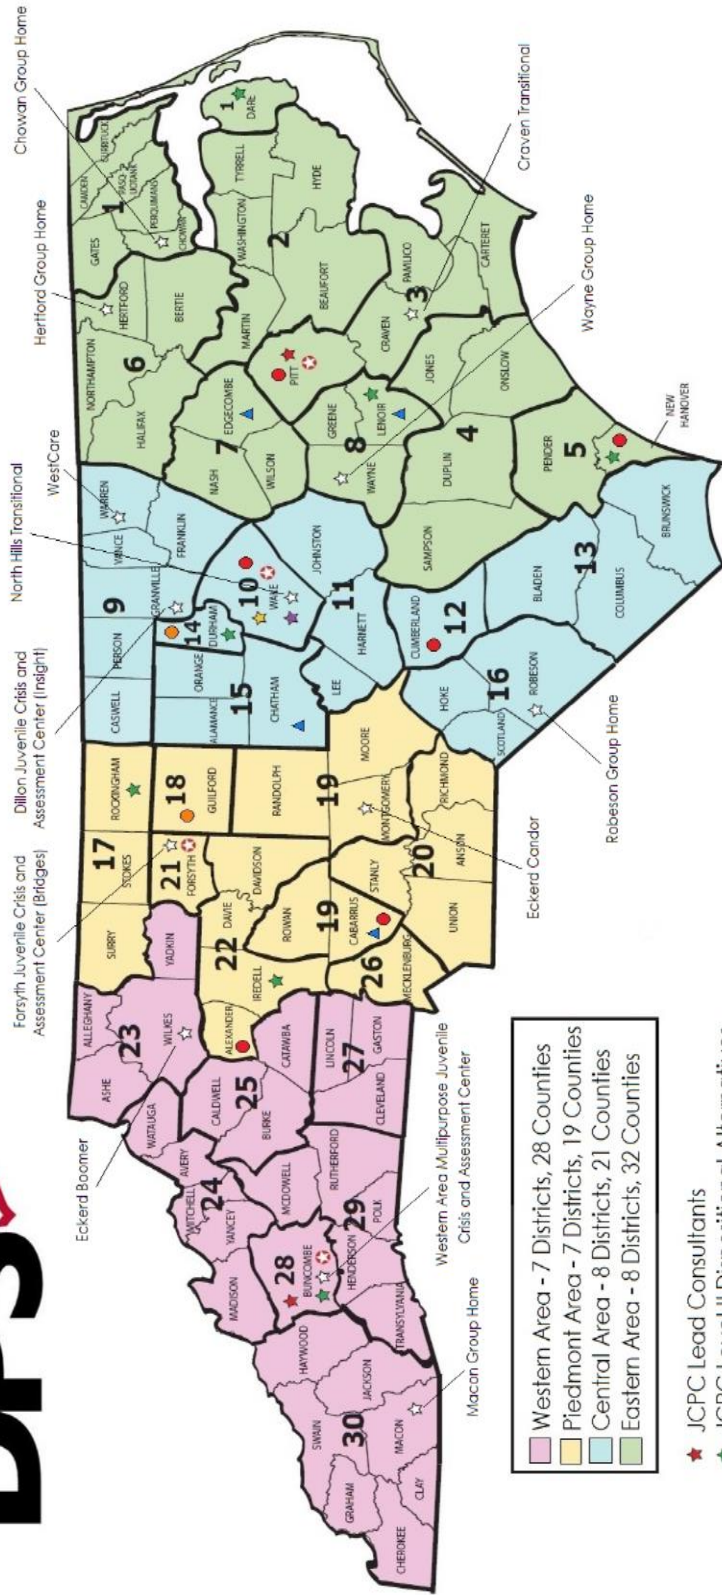 DPS
Forsyth Juvenile Crisis and
Assessment Center (Bridges)
Dillon Juvenile Crisis and
Assessment Center (Insight)
North Hills Transitional
WestCare
Hertford Group Home
Chowan Group Home
Eckerd Boomer
ALLEGHANY
ASHE
23
WILKES
YADKIN
WATAUGA
SURRY
17
STOKES
ROCKINGHAM
CASWELL
PERSON
9
GRANVILLE
VANCE
WARREN
FRANKLIN
NORTHAMPTON
6
HALIFAX
HERTFORD
BERTIE
GATES
CAMDEN
CURRITUCK
1
PASQ-
UOTANK
PERQUIMANS
CHOWAN
1
DARE
AVERY
MITCHELL
24
YANCEY
MADISON
CALDWELL
25
BURKE
CATAWBA
ALEXANDER
IREDELL
22
DAVIE
DAVIDSON
21
FORSYTH
18
GUILFORD
ALAMANCE
ORANGE
15
CHATHAM
14
DURHAM
10
WAKE
NASH
7
EDGECOMBE
WILSON
MARTIN
WASHINGTON
TYRRELL
2
HYDE
BEAUFORT
PITT
30
HAYWOOD
SWAIN
JACKSON
GRAHAM
MACON
CHEROKEE
CLAY
28
BUNCOMBE
MCDOWELL
RUTHERFORD
29
HENDERSON
POLK
TRANSYLVANIA
LINCOLN
27
GASTON
CLEVELAND
ROWAN
19
CABARRUS
26
MECKLENBURG
STANLY
RANDOLPH
19
MONTGOMERY
MOORE
20
UNION
ANSON
RICHMOND
LEE
11
HARNETT
JOHNSTON
GREENE
8
LENOIR
WAYNE
CRAVEN
3
PAMLICO
CARTERET
JONES
ONSLOW
4
DUPLIN
SAMPSON
CUMBERLAND
12
HOKE
16
SCOTLAND
ROBESON
BLADEN
13
COLUMBUS
BRUNSWICK
PENDER
5
NEW
HANOVER
Craven Transitional
Wayne Group Home
Robeson Group Home
Eckerd Candor
Western Area Multipurpose Juvenile
Crisis and Assessment Center
Macon Group Home
Western Area - 7 Districts, 28 Counties
Piedmont Area - 7 Districts, 19 Counties
Central Area - 8 Districts, 21 Counties
Eastern Area - 8 Districts, 32 Counties
JCPC Lead Consultants
JCPC Level II Dispositional Alternatives